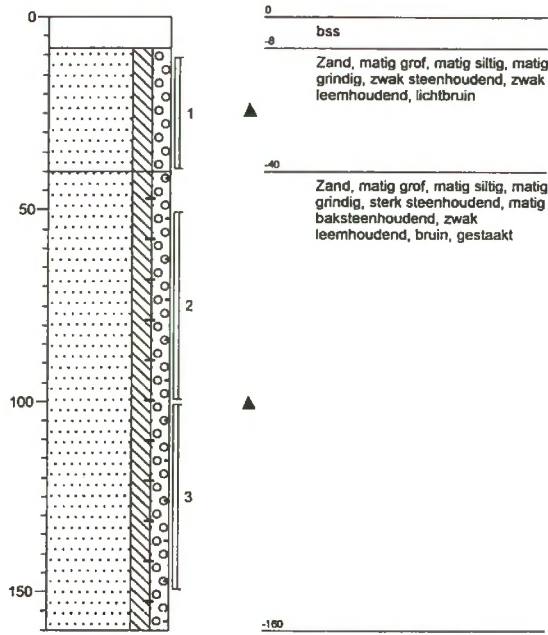 0
0
bss
-8
Zand, matig grof, matig siltig, matig
grindig, zwak steenhoudend, zwak
leemhoudend, lichtbruin
1
-40
Zand, matig grof, matig siltig, matig
grindig, sterk steenhoudend, matig
baksteenhoudend, zwak
leemhoudend, bruin, gestaakt
50
2
100
3
150
-160